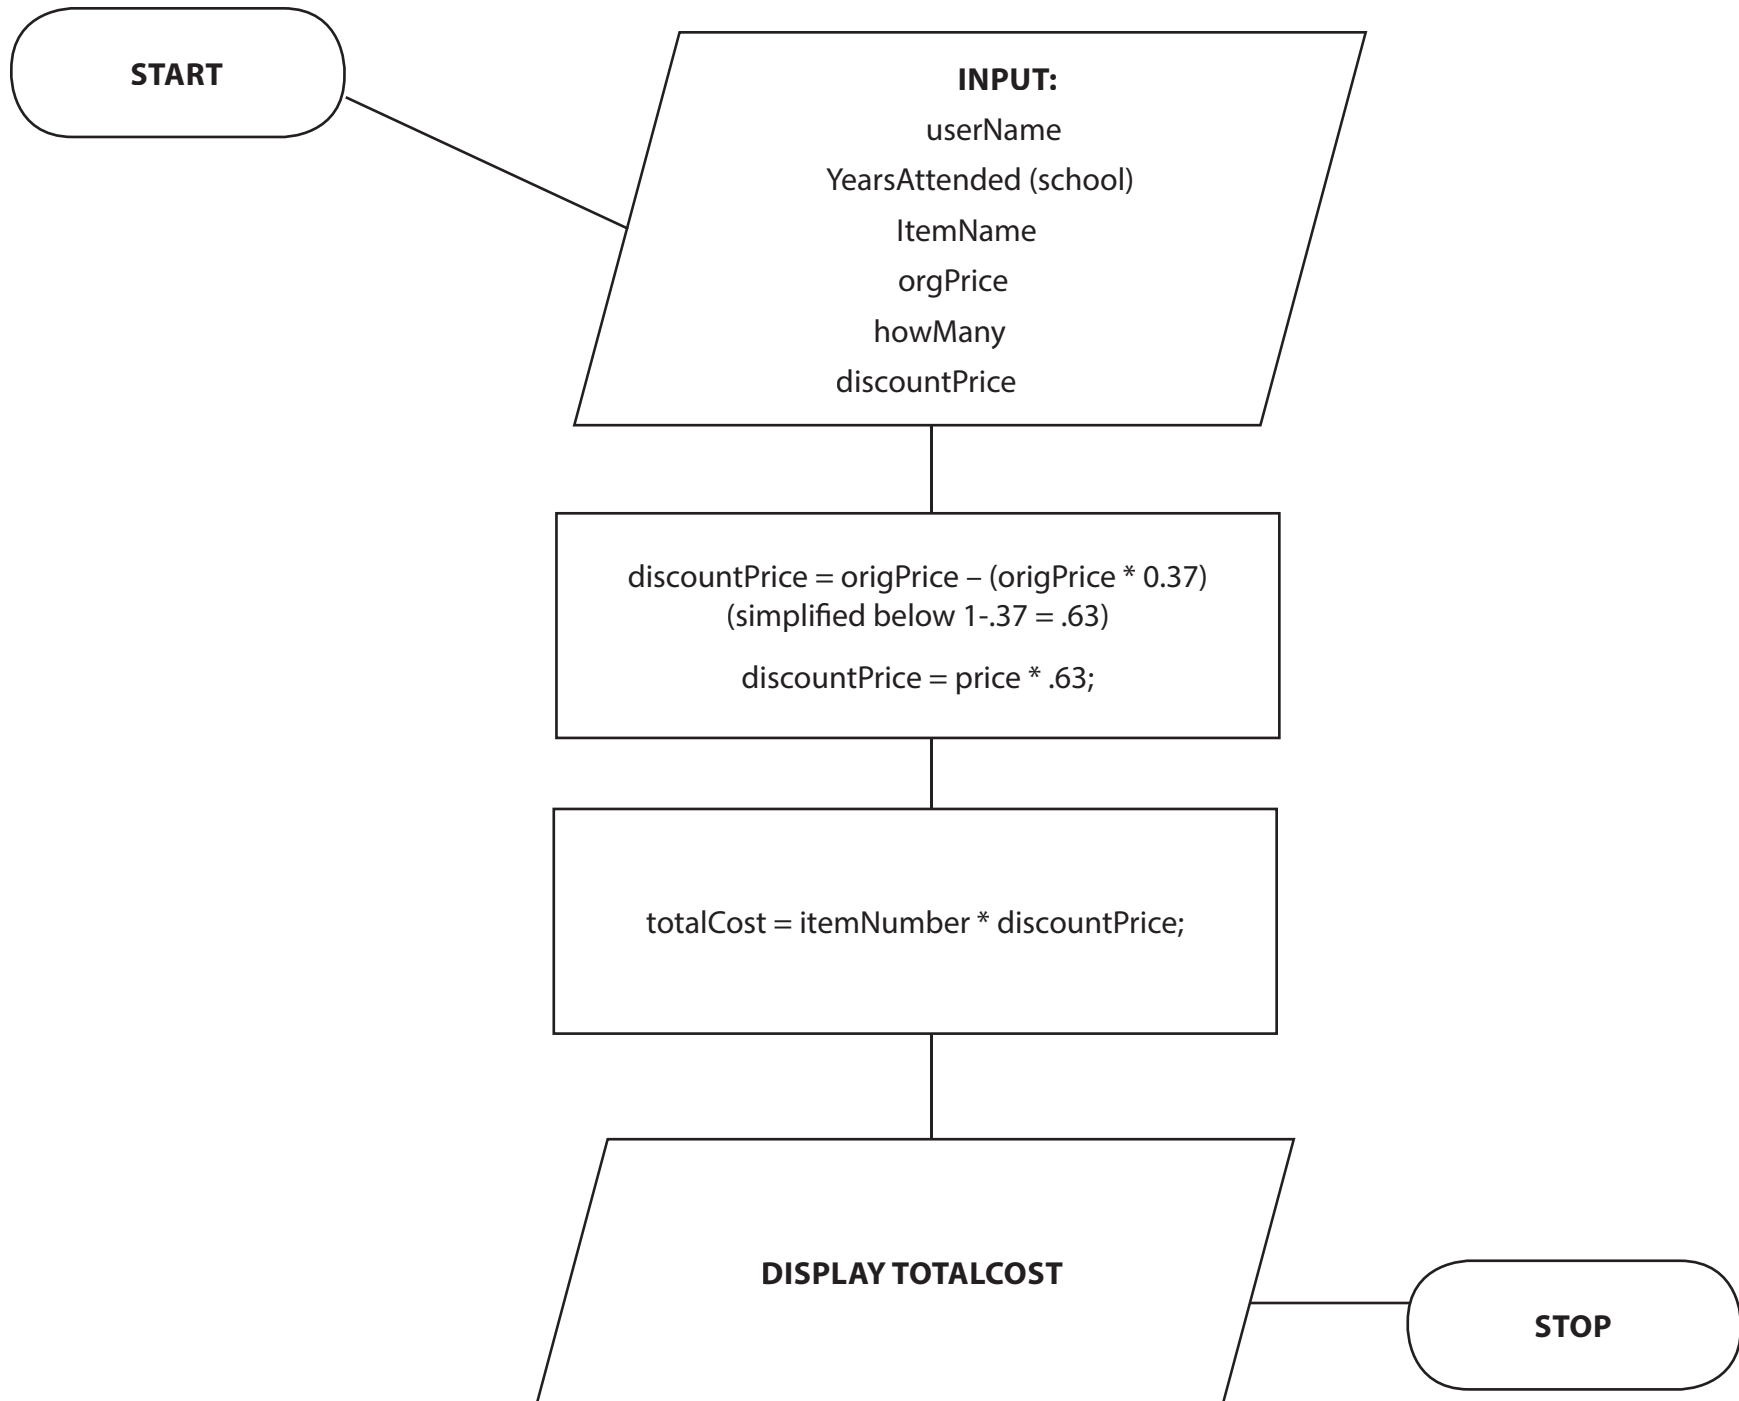 START
INPUT:
userName
YearsAttended (school)
ItemName
orgPrice
howMany
discountPrice
discountPrice = origPrice – (origPrice * 0.37)
(simplified below 1-.37 = .63)
discountPrice = price * .63;
totalCost = itemNumber * discountPrice;
DISPLAY TOTALCOST
STOP